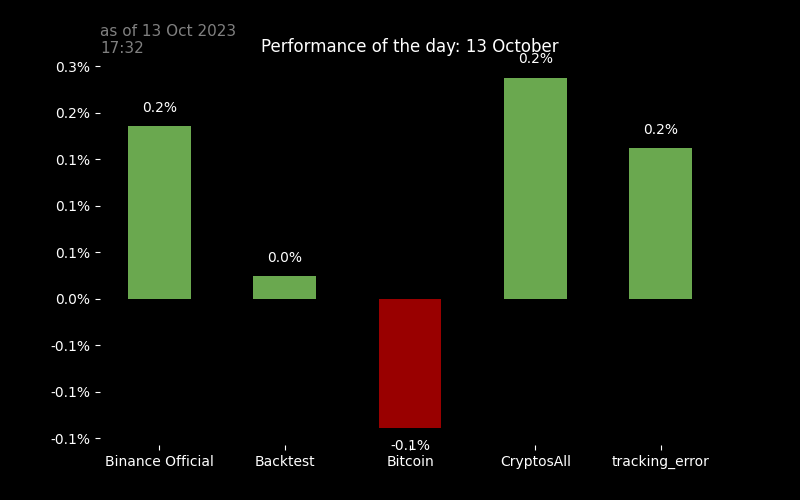 as of 13 Oct 2023
17:32
Performance of the day: 13 October
0.3%
0.2%
0.1%
0.1%
0.1%
0.0%
-0.1%
-0.1%
-0.1%
0.2%
0.0%
-0.1%
0.2%
0.2%
Binance Official
Backtest
Bitcoin
CryptosAll
tracking_error